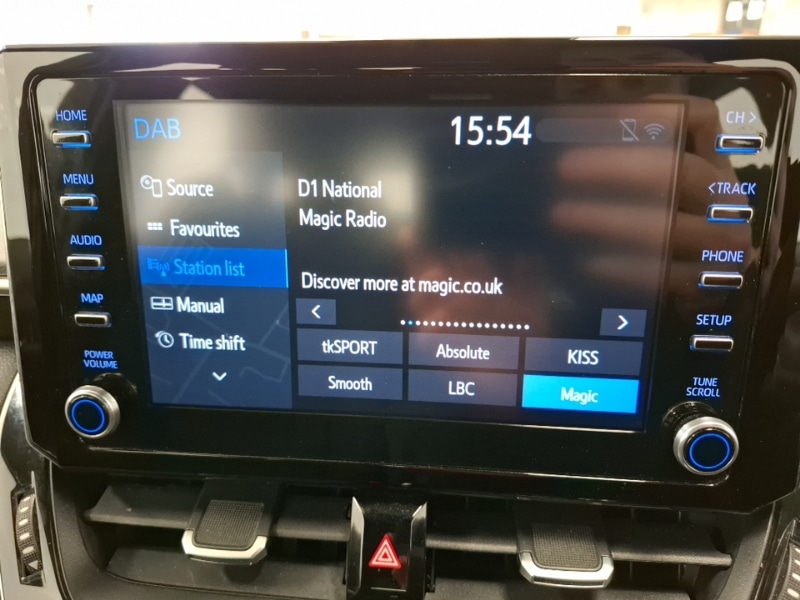 HOME
MENU
AUDIO
MAP
POWER
VOLUME
DAB
15:54
Source
Favourites
Station list
Manual
Time shift
D1 National
Magic Radio
Discover more at magic.co.uk
<
>
tkSPORT
Absolute
KISS
Smooth
LBC
Magic
CH >
< TRACK
PHONE
SETUP
TUNE
SCROLL